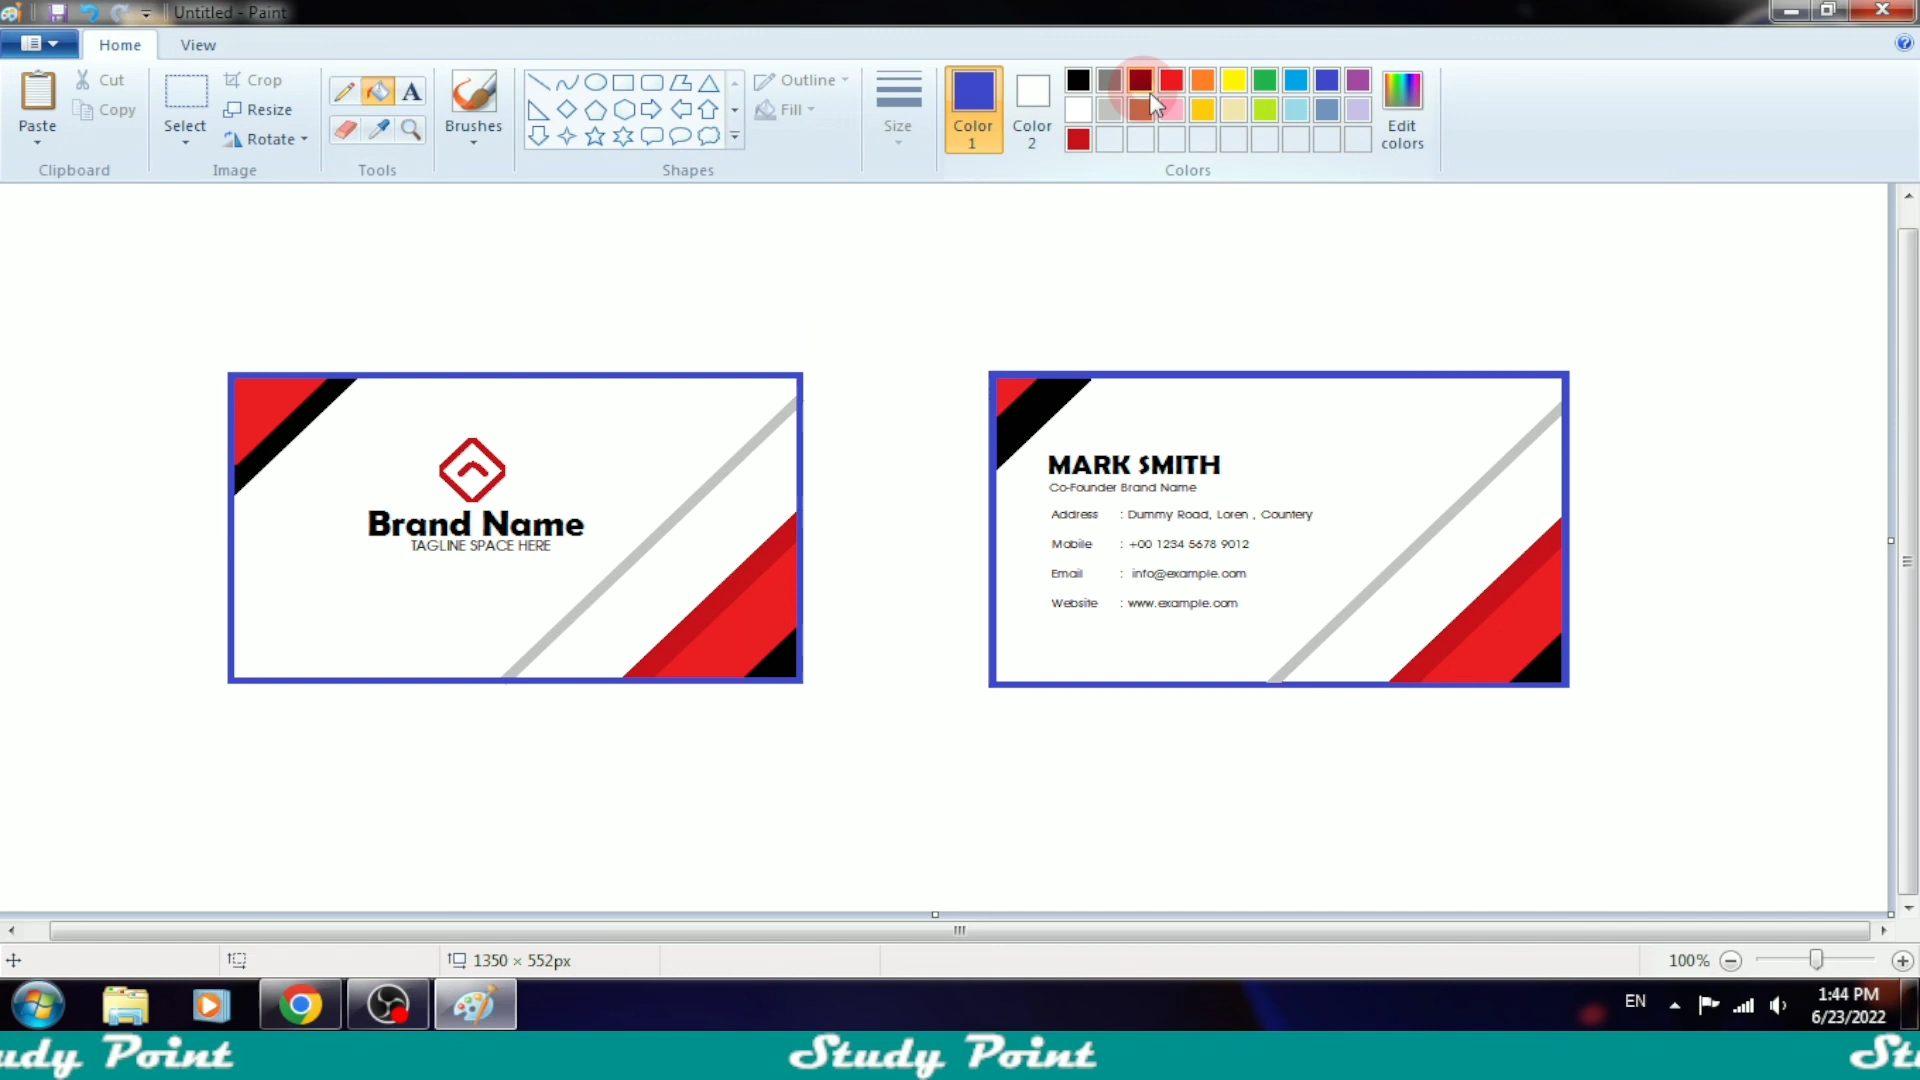 Untitled - Paint
Home
View
Paste
Cut
Copy
Clipboard
Select
Crop
Resize
Rotate
Image
A
Tools
Brushes
Shapes
Outline
Fill
Size
Color
1
Color
2
Edit
colors
Colors
Brand Name
TAGLINE SPACE HERE
MARK SMITH
Co-Founder Brand Name
Address : Dummy Road, Loren , Countery
Mobile : +00 1234 5678 9012
Email : info@example.com
Website : www.example.com
1350 × 552px
100%
EN
1:44 PM
6/23/2022
udy Point
Study Point
Stu